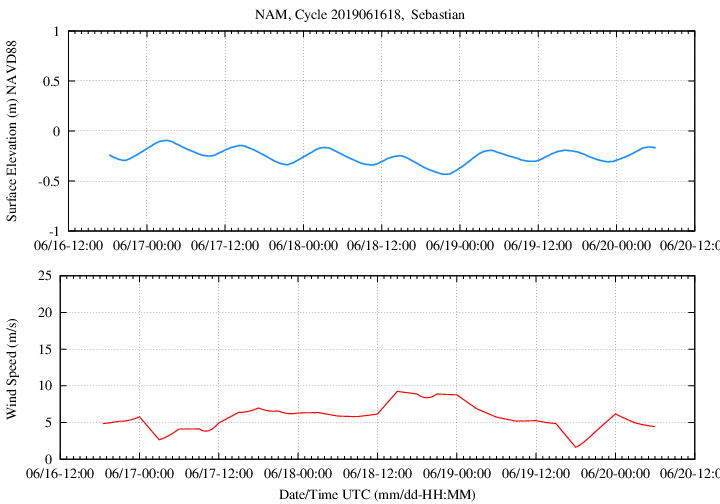 NAM, Cycle 2019061618,  Sebastian
Surface Elevation (m) NAVD88
1
0.5
0
-0.5
-1
06/16-12:00 06/17-00:00 06/17-12:00 06/18-00:00 06/18-12:00 06/19-00:00 06/19-12:00 06/20-00:00 06/20-12:0
Wind Speed (m/s)
25
20
15
10
5
0
06/16-12:00 06/17-00:00 06/17-12:00 06/18-00:00 06/18-12:00 06/19-00:00 06/19-12:00 06/20-00:00 06/20-12:0
Date/Time UTC (mm/dd-HH:MM)